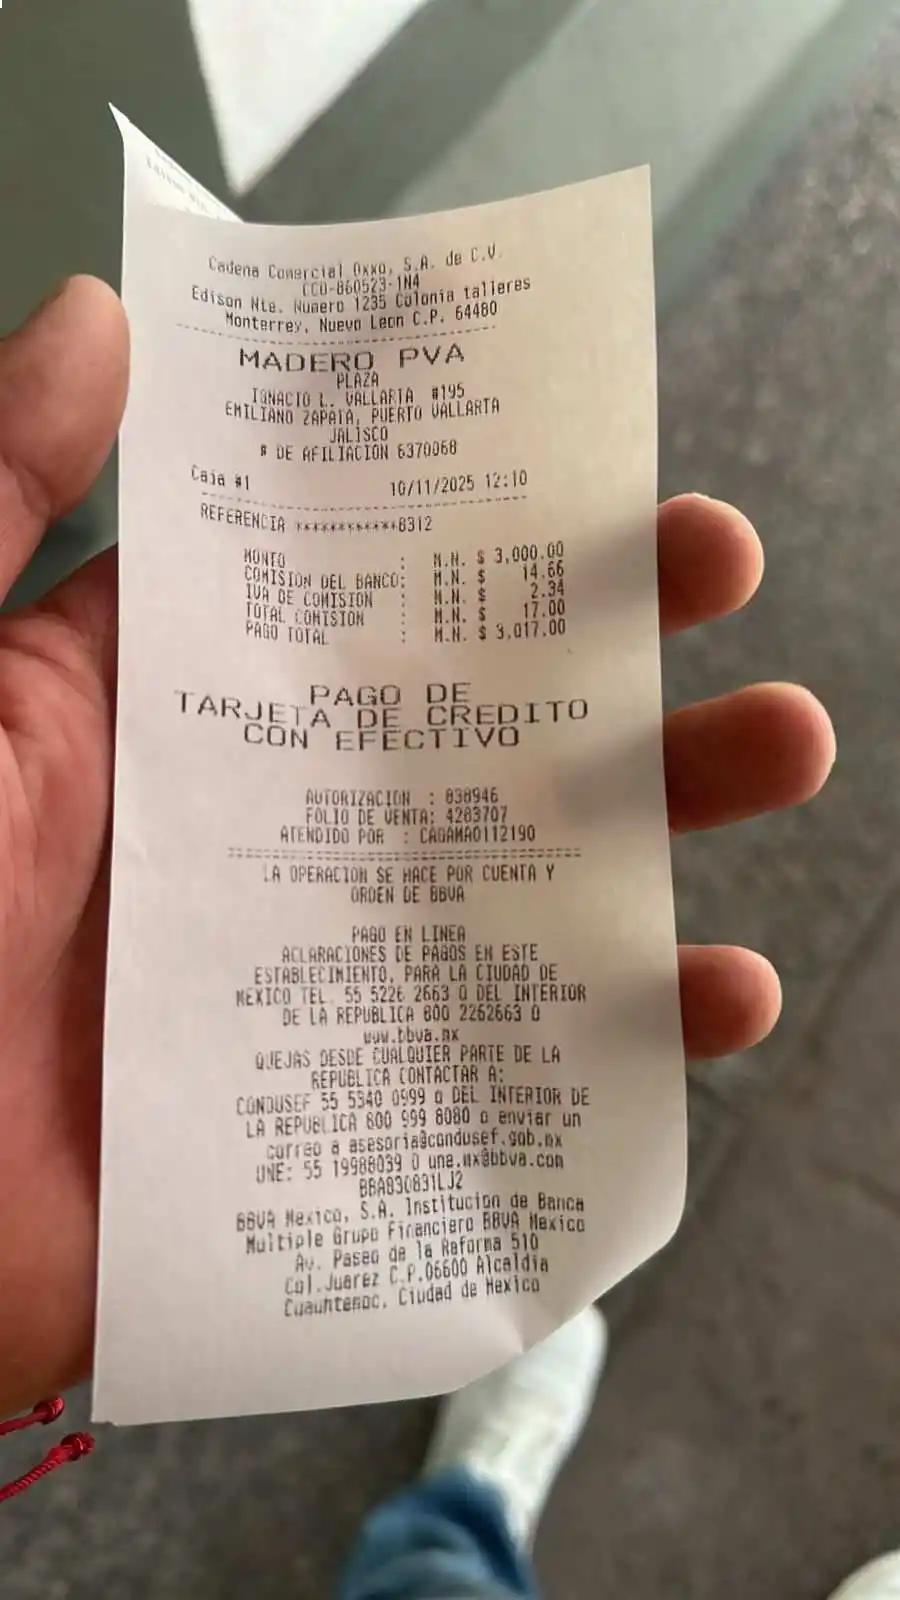 Cadena Comercial Oxxo, S.A. de C.V.
CCO-860523-1N4
Edison Nte. Numero 1235 Colonia talleres
Monterrey, Nuevo Leon C.P. 64480
MADERO PVA
PLAZA
IGNACIO L. VALLARTA #195
EMILIANO ZAPATA, PUERTO VALLARTA
JALISCO
# DE AFILIACION 6370068
Caja #1 10/11/2025 12:10
REFERENCIA ************8312
MONTO : M.N. $ 3,000.00
COMISION DEL BANCO: M.N. $ 14.66
IVA DE COMISION : M.N. $ 2.34
TOTAL COMISION : M.N. $ 17.00
PAGO TOTAL : M.N. $ 3,017.00
PAGO DE
TARJETA DE CREDITO
CON EFECTIVO
AUTORIZACION : 838946
FOLIO DE VENTA: 4283707
ATENDIDO POR : CAGAMAO112190
LA OPERACION SE HACE POR CUENTA Y
ORDEN DE BBVA
PAGO EN LINEA
ACLARACIONES DE PAGOS EN ESTE
ESTABLECIMIENTO, PARA LA CIUDAD DE
MEXICO TEL. 55 5226 2663 O DEL INTERIOR
DE LA REPUBLICA 800 2262663 O
www.bbva.mx
QUEJAS DESDE CUALQUIER PARTE DE LA
REPUBLICA CONTACTAR A:
CONDUSEF 55 5340 0999 o DEL INTERIOR DE
LA REPUBLICA 800 999 8080 o enviar un
correo a asesoria@condusef.gob.mx
UNE: 55 19988039 O une.mx@bbva.com
BBA830831LJ2
BBVA Mexico, S.A. Institucion de Banca
Multiple Grupo Financiero BBVA Mexico
Av. Paseo de la Reforma 510
Col.Juarez C.P.06600 Alcaldia
Cuauhtemoc, Ciudad de Mexico